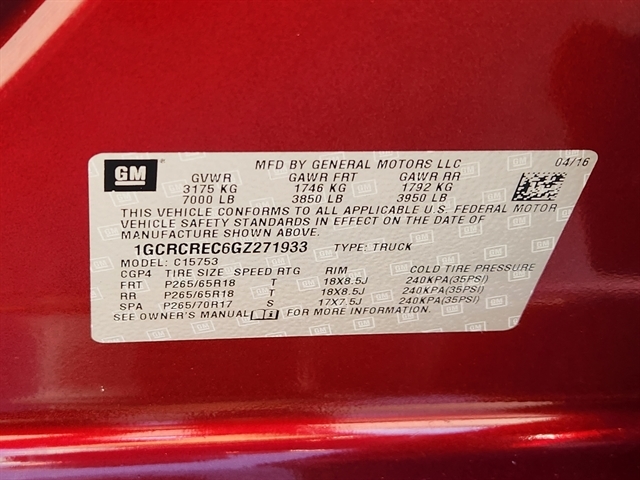 GM
MFD BY GENERAL MOTORS LLC 04/16
GVWR GAWR FRT GAWR RR
3175 KG 1746 KG 1792 KG
7000 LB 3850 LB 3950 LB
THIS VEHICLE CONFORMS TO ALL APPLICABLE U.S. FEDERAL MOTOR
VEHICLE SAFETY STANDARDS IN EFFECT ON THE DATE OF
MANUFACTURE SHOWN ABOVE.
1GCRCREC6GZ271933 TYPE: TRUCK
MODEL: C15753
CGP4 TIRE SIZE SPEED RTG RIM COLD TIRE PRESSURE
FRT P265/65R18 T 18X8.5J 240KPA(35PSI)
RR P265/65R18 T 18X8.5J 240KPA(35PSI)
SPA P265/70R17 S 17X7.5J 240KPA(35PSI)
SEE OWNER'S MANUAL FOR MORE INFORMATION.